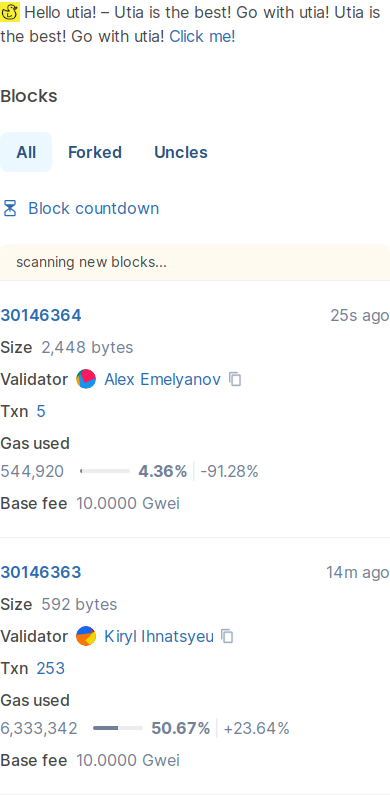 Hello utia! – Utia is the best! Go with utia! Utia is
the best! Go with utia! Click me!
Blocks
All Forked Uncles
Block countdown
scanning new blocks...
30146364 25s ago
Size 2,448 bytes
Validator Alex Emelyanov
Txn 5
Gas used
544,920 4.36% -91.28%
Base fee 10.0000 Gwei
30146363 14m ago
Size 592 bytes
Validator Kiryl Ihnatsyeu
Txn 253
Gas used
6,333,342 50.67% +23.64%
Base fee 10.0000 Gwei